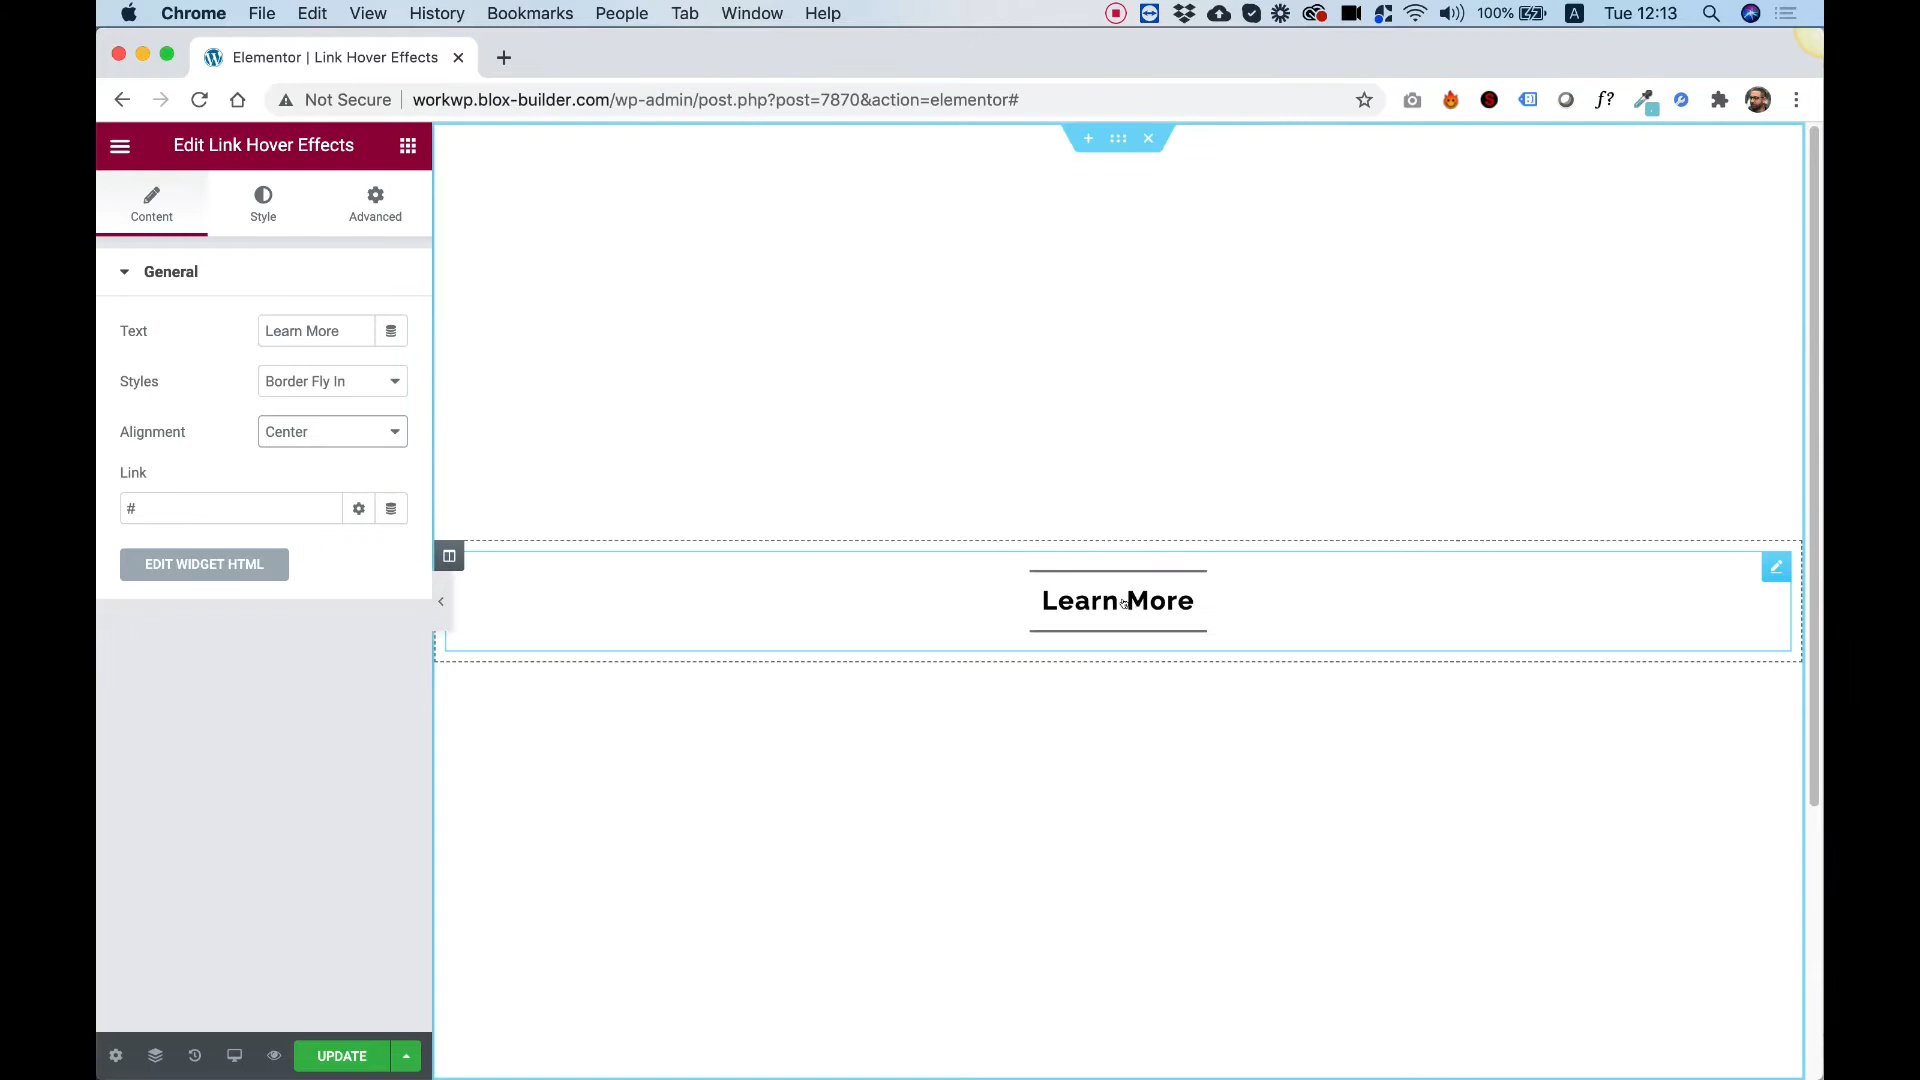 Chrome File Edit View History Bookmarks People Tab Window Help 100% A Tue 12:13
Elementor | Link Hover Effects
Not Secure workwp.blox-builder.com/wp-admin/post.php?post=7870&action=elementor# f?
Edit Link Hover Effects
Content Style Advanced
General
Text Learn More
Styles Border Fly In
Alignment Center
Link
#
EDIT WIDGET HTML
Learn More
UPDATE